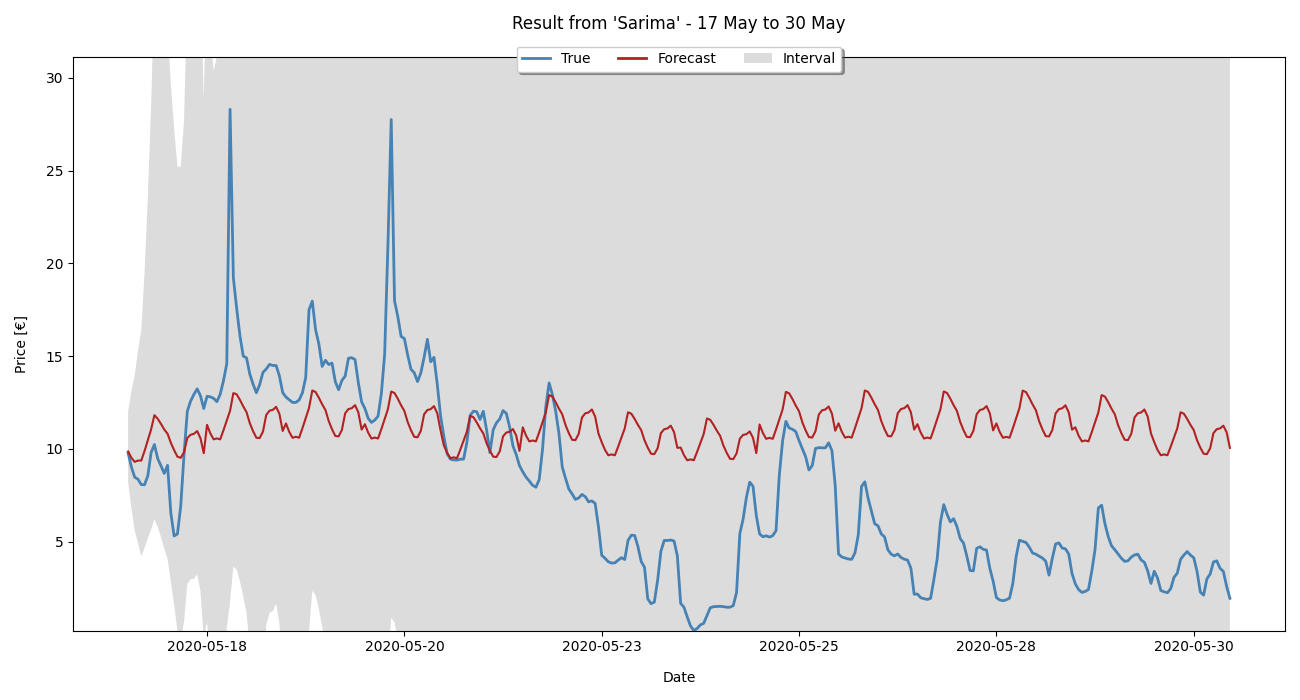 Result from 'Sarima' - 17 May to 30 May
True Forecast Interval
30
25
20
15
10
5
Price [€]
2020-05-18 2020-05-20 2020-05-23 2020-05-25 2020-05-28 2020-05-30
Date